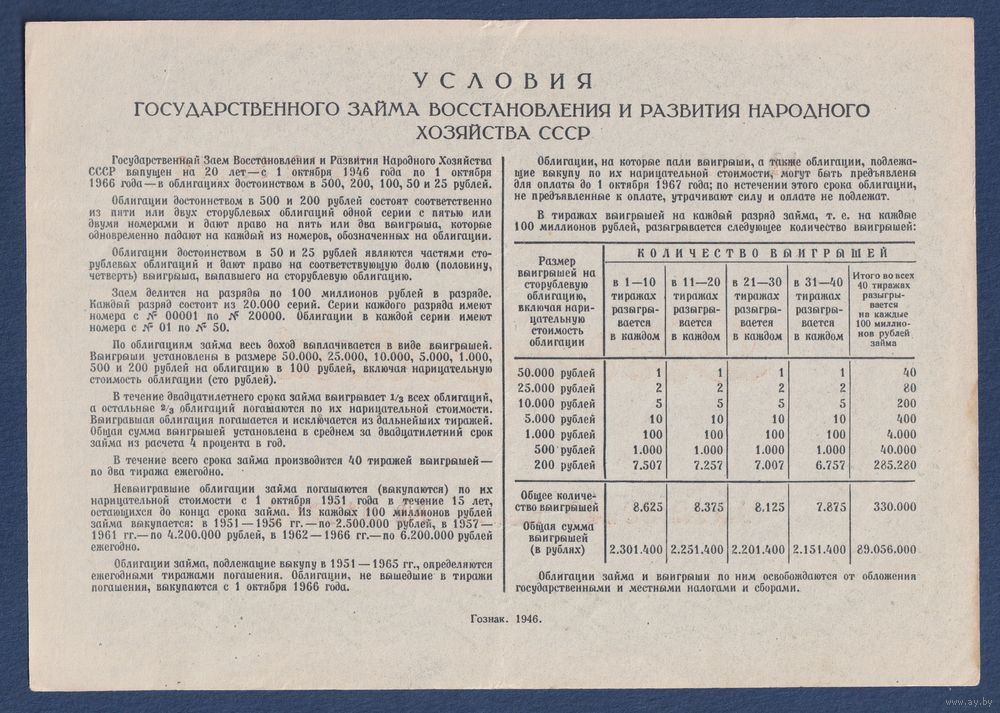 УСЛОВИЯ
ГОСУДАРСТВЕННОГО ЗАЙМА ВОССТАНОВЛЕНИЯ И РАЗВИТИЯ НАРОДНОГО
ХОЗЯЙСТВА СССР
Государственный Заем Восстановления и Развития Народного Хозяйства
СССР выпущен на 20 лет—с 1 октября 1946 года по 1 октября
1966 года—в облигациях достоинством в 500, 200, 100, 50 и 25 рублей.
Облигации достоинством в 500 и 200 рублей состоят соответственно
из пяти или двух сторублевых облигаций одной серии с пятью или
двумя номерами и дают право на пять или два выигрыша, которые
одновременно падают на каждый из номеров, обозначенных на облигации.
Облигации достоинством в 50 и 25 рублей являются частями сто-
рублевых облигаций и дают право на соответствующую долю (половину,
четверть) выигрыша, выпавшего на сторублевую облигацию.
Заем делится на разряды по 100 миллионов рублей в разряде.
Каждый разряд состоит из 20.000 серий. Серии каждого разряда имеют
номера с № 00001 по № 20000. Облигации в каждой серии имеют
номера с № 01 по № 50.
По облигациям займа весь доход выплачивается в виде выигрышей.
Выигрыши установлены в размере 50.000, 25.000, 10.000, 5.000, 1.000,
500 и 200 рублей на облигацию в 100 рублей, включая нарицательную
стоимость облигации (сто рублей).
В течение двадцатилетнего срока займа выигрывает 1/3 всех облигаций,
а остальные 2/3 облигаций погашаются по их нарицательной стоимости.
Выигравшая облигация погашается и исключается из дальнейших тиражей.
Общая сумма выигрышей установлена в среднем за двадцатилетний срок
займа из расчета 4 процента в год.
В течение всего срока займа производится 40 тиражей выигрышей—
по два тиража ежегодно.
Невыигравшие облигации займа погашаются (выкупаются) по их
нарицательной стоимости с 1 октября 1951 года в течение 15 лет,
остающихся до конца срока займа. Из каждых 100 миллионов рублей
займа выкупается: в 1951—1956 гг.—по 2.500.000 рублей, в 1957—
1961 гг.—по 4.200.000 рублей, в 1962—1966 гг.—по 6.200.000 рублей
ежегодно.
Облигации займа, подлежащие выкупу в 1951—1965 гг., определяются
ежегодными тиражами погашения. Облигации, не вышедшие в тиражи
погашения, выкупаются с 1 октября 1966 года.
Облигации, на которые пали выигрыши, а также облигации, подлежа-
щие выкупу по их нарицательной стоимости, могут быть предъявлены
для оплаты до 1 октября 1967 года; по истечении этого срока облигации,
не предъявленные к оплате, утрачивают силу и оплате не подлежат.
В тиражах выигрышей на каждый разряд займа, т. е. на каждые
100 миллионов рублей, разыгрывается следующее количество выигрышей:
Размер
выигрышей на
сторублевую
облигацию,
включая нари-
цательную
стоимость
облигации
КОЛИЧЕСТВО ВЫИГРЫШЕЙ
в 1—10
тиражах
разыгры-
вается
в каждом
в 11—20
тиражах
разыгры-
вается
в каждом
в 21—30
тиражах
разыгры-
вается
в каждом
в 31—40
тиражах
разыгры-
вается
в каждом
Итого во всех
40 тиражах
разыгры-
вается
на каждые
100 миллио-
нов рублей
займа
50.000 рублей 1 1 1 1 40
25.000 рублей 2 2 2 2 80
10.000 рублей 5 5 5 5 200
5.000 рублей 10 10 10 10 400
1.000 рублей 100 100 100 100 4.000
500 рублей 1.000 1.000 1.000 1.000 40.000
200 рублей 7.507 7.257 7.007 6.757 285.280
Общее количе-
ство выигрышей 8.625 8.375 8.125 7.875 330.000
Общая сумма
выигрышей
(в рублях) 2.301.400 2.251.400 2.201.400 2.151.400 89.056.000
Облигации займа и выигрыши по ним освобождаются от обложения
государственными и местными налогами и сборами.
Гознак. 1946.
www.ay.by